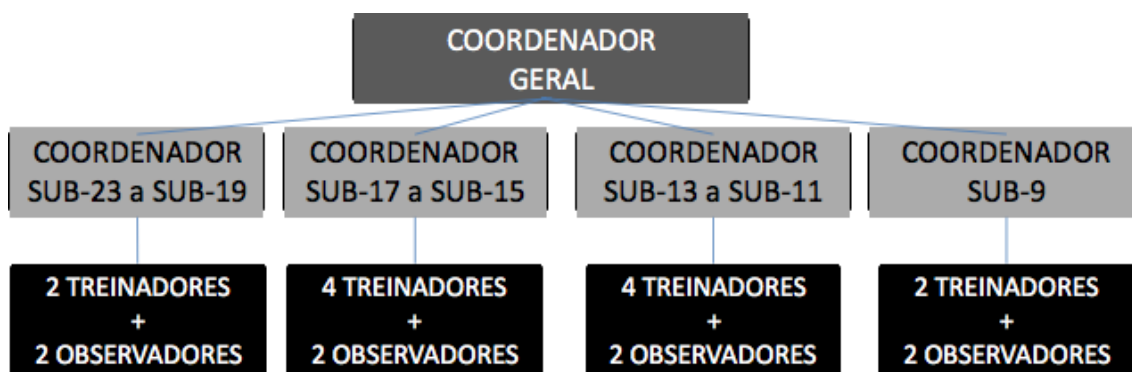 COORDENADOR
GERAL
COORDENADOR
SUB-23 a SUB-19
COORDENADOR
SUB-17 a SUB-15
COORDENADOR
SUB-13 a SUB-11
COORDENADOR
SUB-9
2 TREINADORES
+
2 OBSERVADORES
4 TREINADORES
+
2 OBSERVADORES
4 TREINADORES
+
2 OBSERVADORES
2 TREINADORES
+
2 OBSERVADORES